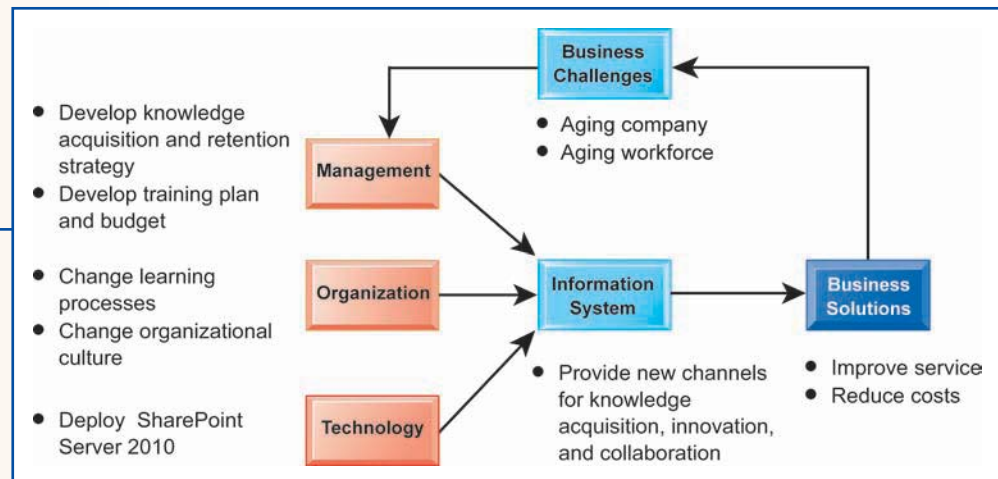 Business
Challenges
● Aging company
● Aging workforce
● Develop knowledge
acquisition and retention
strategy
● Develop training plan
and budget
Management
● Change learning
processes
● Change organizational
culture
Organization
Information
System
Business
Solutions
● Deploy SharePoint
Server 2010
Technology
● Provide new channels
for knowledge
acquisition, innovation,
and collaboration
● Improve service
● Reduce costs